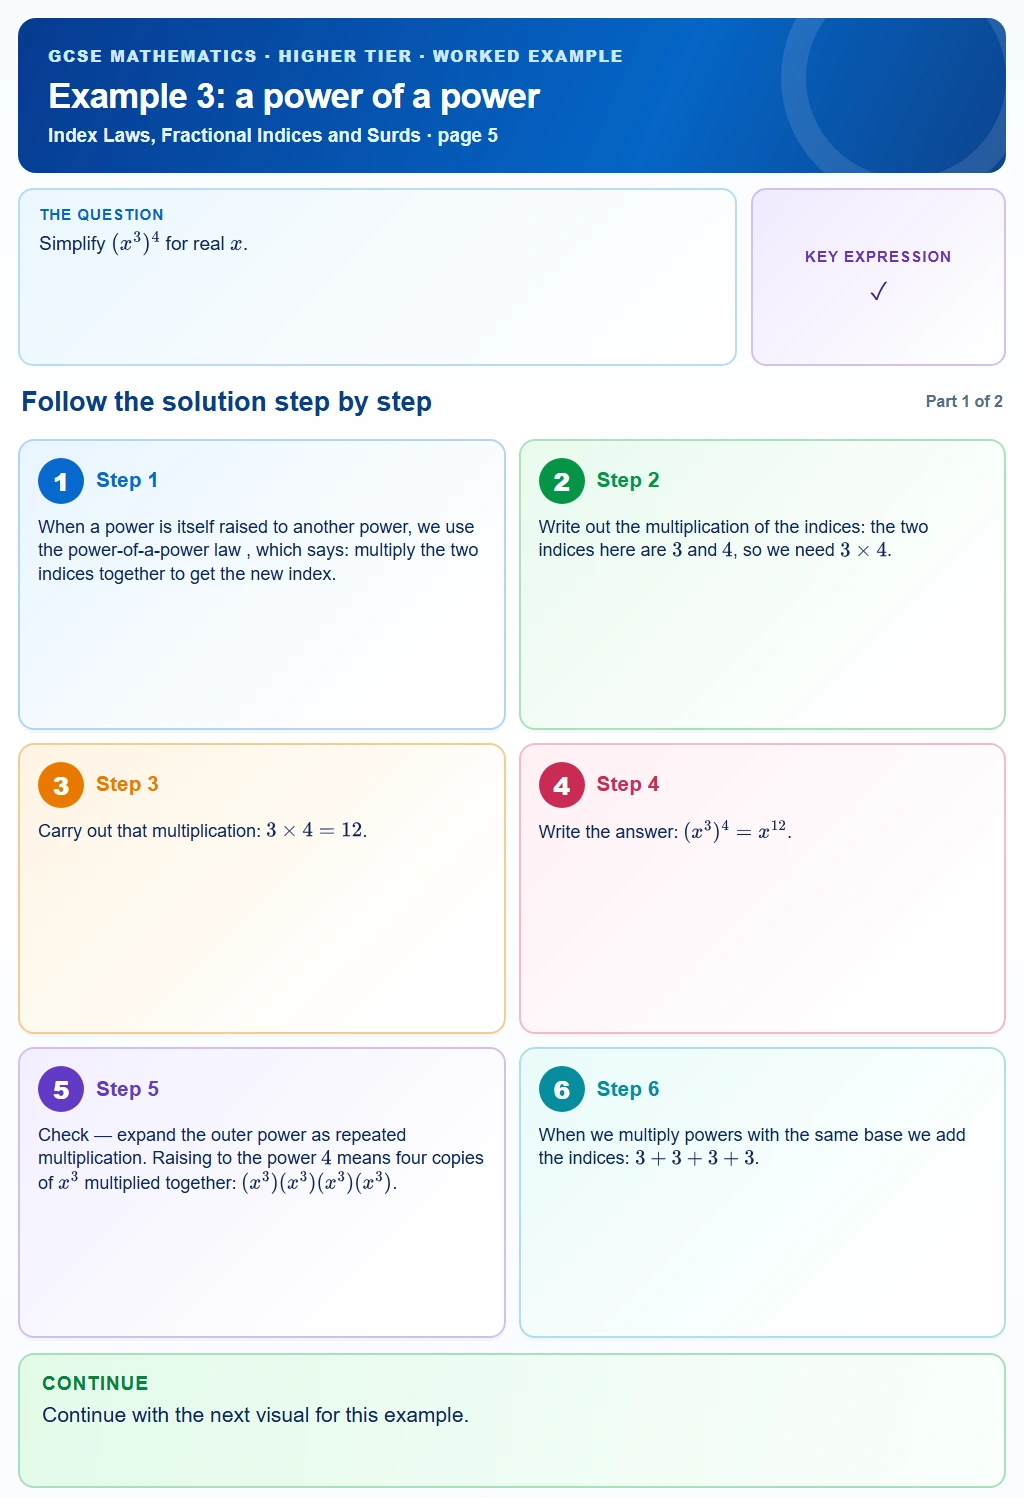 GCSE MATHEMATICS · HIGHER TIER · WORKED EXAMPLE
Example 3: a power of a power
Index Laws, Fractional Indices and Surds · page 5
THE QUESTION
Simplify (x³)⁴ for real x.
KEY EXPRESSION
✓
Follow the solution step by step
Part 1 of 2
1 Step 1
When a power is itself raised to another power, we use
the power-of-a-power law , which says: multiply the two
indices together to get the new index.
2 Step 2
Write out the multiplication of the indices: the two
indices here are 3 and 4, so we need 3 × 4.
3 Step 3
Carry out that multiplication: 3 × 4 = 12.
4 Step 4
Write the answer: (x³)⁴ = x¹².
5 Step 5
Check — expand the outer power as repeated
multiplication. Raising to the power 4 means four copies
of x³ multiplied together: (x³)(x³)(x³)(x³).
6 Step 6
When we multiply powers with the same base we add
the indices: 3 + 3 + 3 + 3.
CONTINUE
Continue with the next visual for this example.